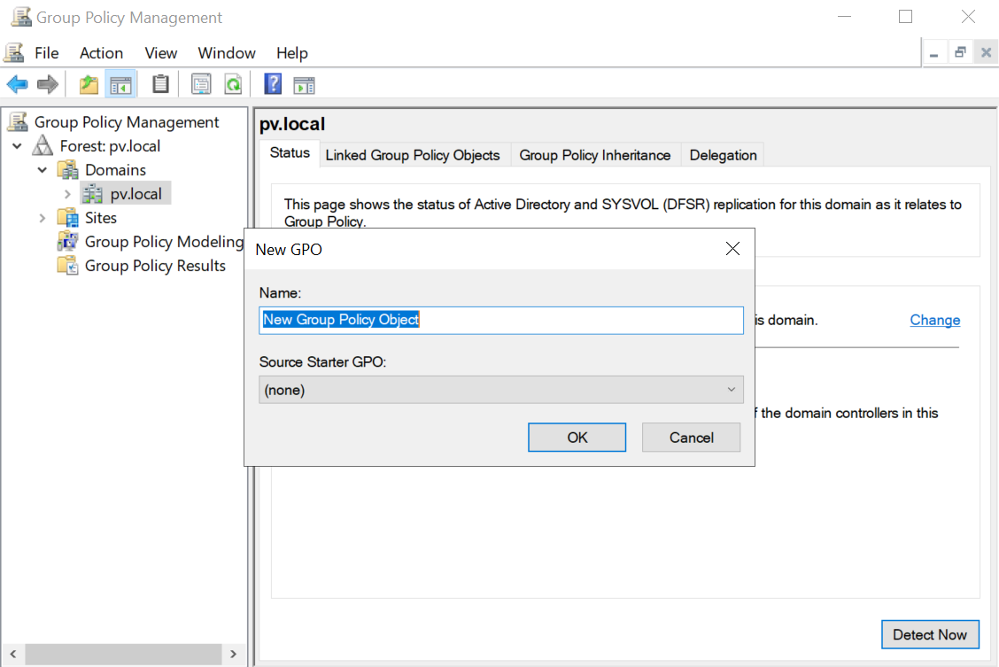 Group Policy Management
File Action View Window Help
Group Policy Management
Forest: pv.local
Domains
pv.local
Sites
Group Policy Modeling
Group Policy Results
pv.local
Status Linked Group Policy Objects Group Policy Inheritance Delegation
This page shows the status of Active Directory and SYSVOL (DFSR) replication for this domain as it relates to
Group Policy.
New GPO
Name:
New Group Policy Object
Source Starter GPO:
(none)
OK Cancel
is domain. Change
f the domain controllers in this
Detect Now